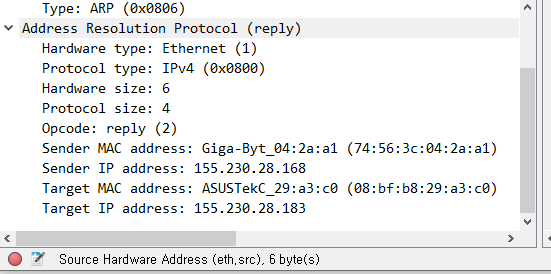 Type: ARP (0x0806)
Address Resolution Protocol (reply)
Hardware type: Ethernet (1)
Protocol type: IPv4 (0x0800)
Hardware size: 6
Protocol size: 4
Opcode: reply (2)
Sender MAC address: Giga-Byt_04:2a:a1 (74:56:3c:04:2a:a1)
Sender IP address: 155.230.28.168
Target MAC address: ASUSTekC_29:a3:c0 (08:bf:b8:29:a3:c0)
Target IP address: 155.230.28.183
Source Hardware Address (eth,src), 6 byte(s)